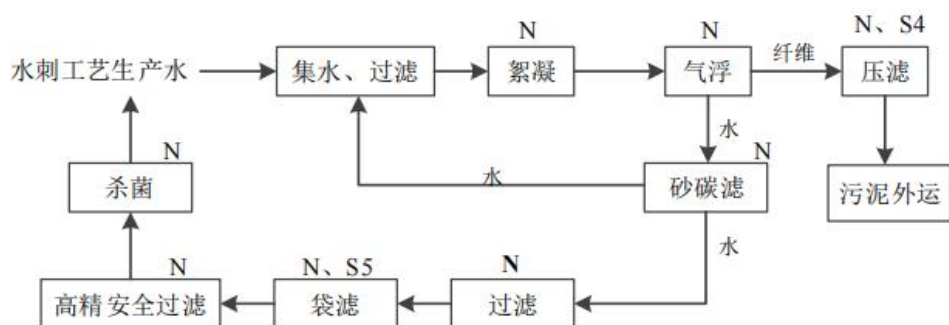 N
N
N、S4
水刺工艺生产水
集水、过滤
絮凝
气浮
纤维
压滤
水
N
N
杀菌
水
砂碳滤
污泥外运
水
N
N、S5
N
高精安全过滤
袋滤
过滤